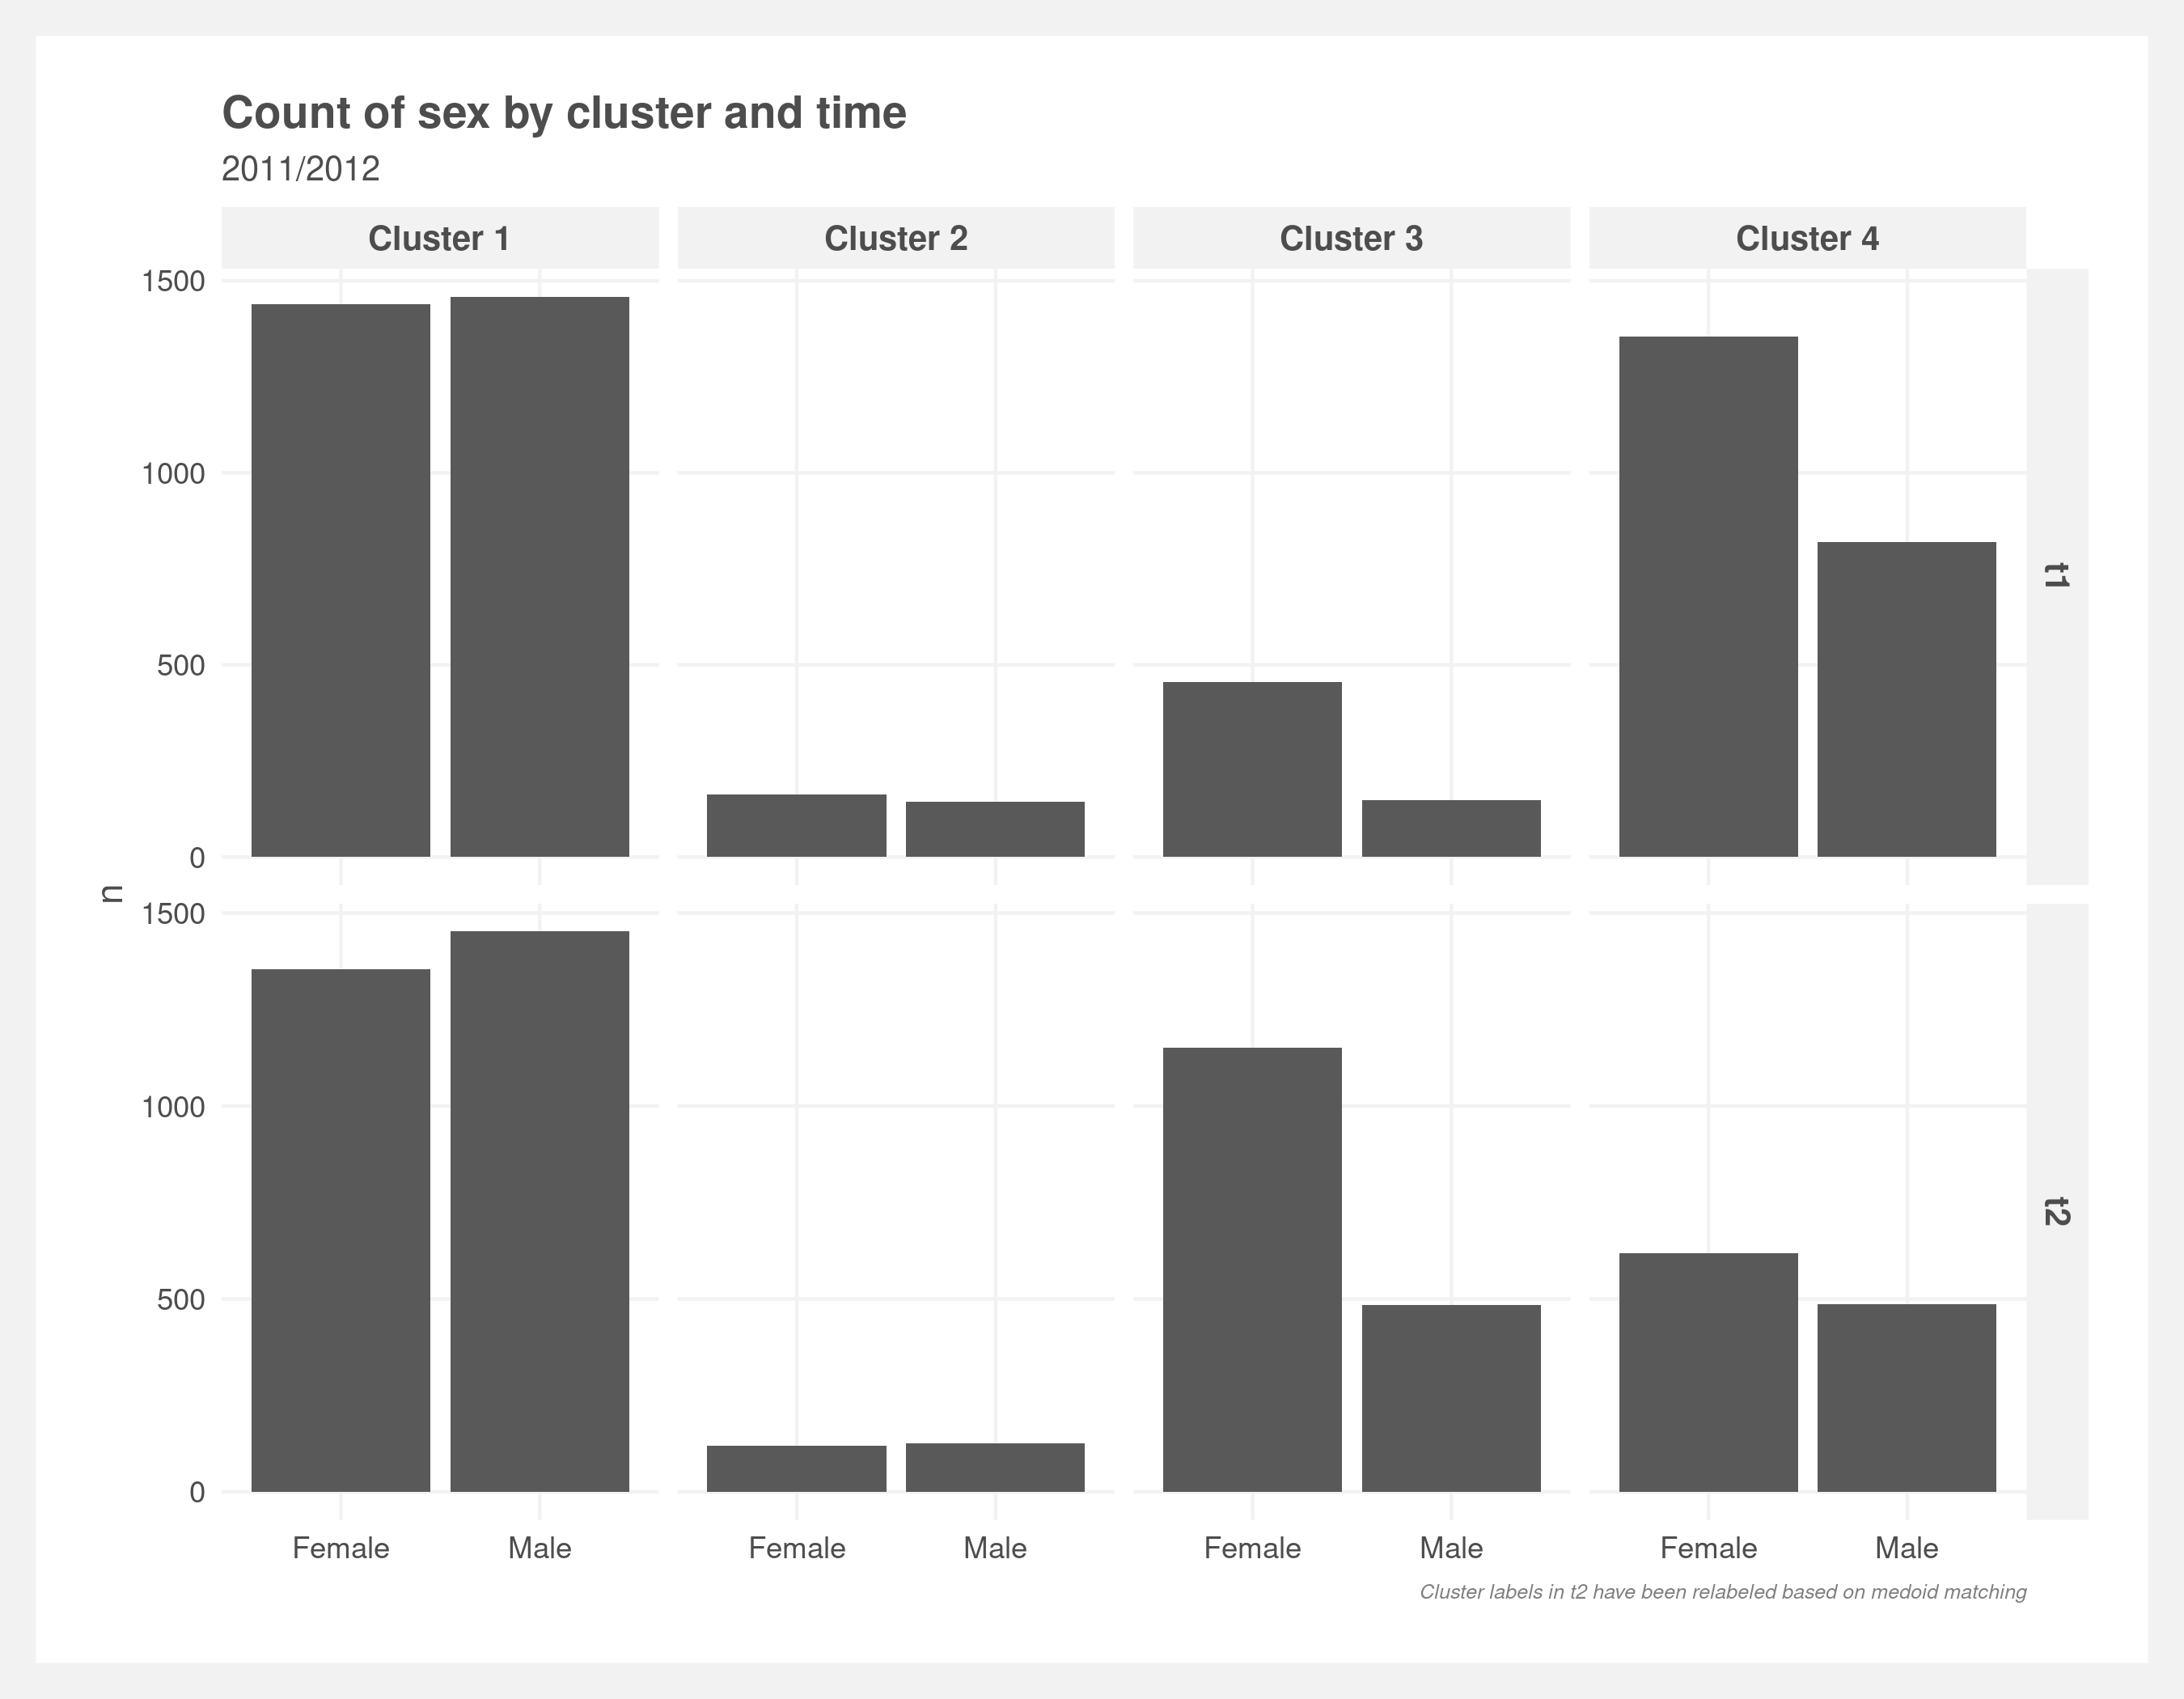 Count of sex by cluster and time
2011/2012
Cluster 1 Cluster 2 Cluster 3 Cluster 4
1500
1000
500
0
t1
n
1500
1000
500
0
t2
Female Male Female Male Female Male Female Male
Cluster labels in t2 have been relabeled based on medoid matching